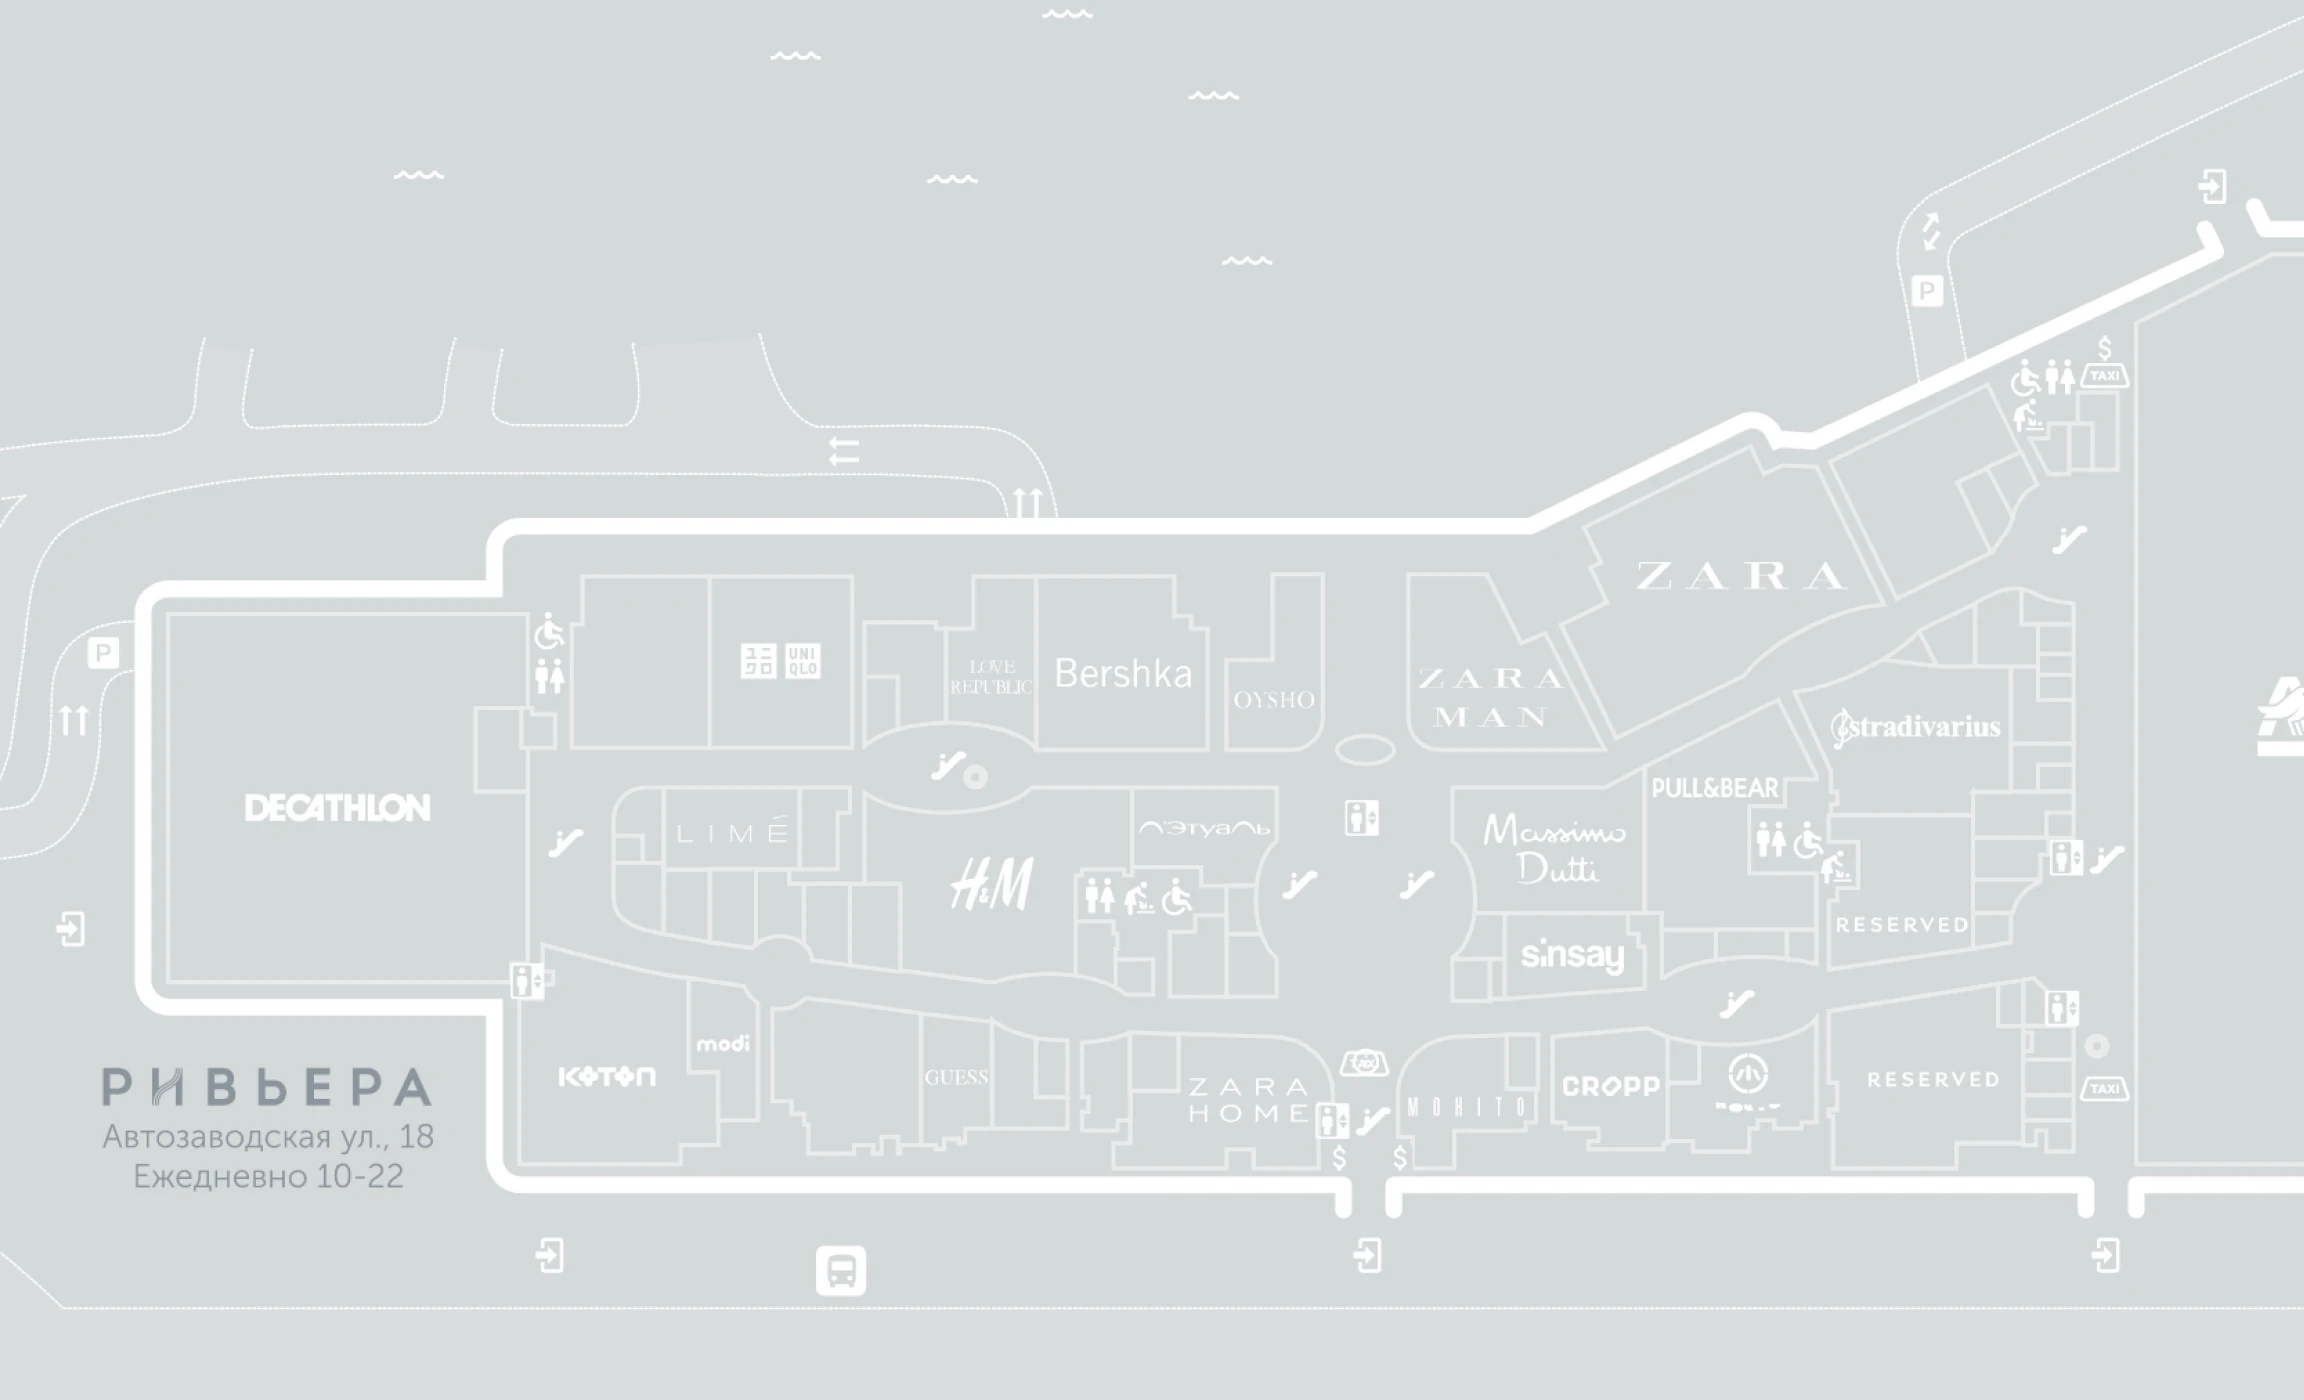 P
$
TAXI
ZARA
P
UNI
QLO
LOVE
REPUBLIC
Bershka
OYSHO
ZARA
MAN
stradivarius
PULL&BEAR
DECATHLON
LIMÉ
Л'Этуаль
Massimo
Dutti
H&M
RESERVED
sinsay
modi
KOTON
GUESS
ZARA
HOME
MOHITO
CROPP
RESERVED
TAXI
$
$
РИВЬЕРА
Автозаводская ул., 18
Ежедневно 10-22